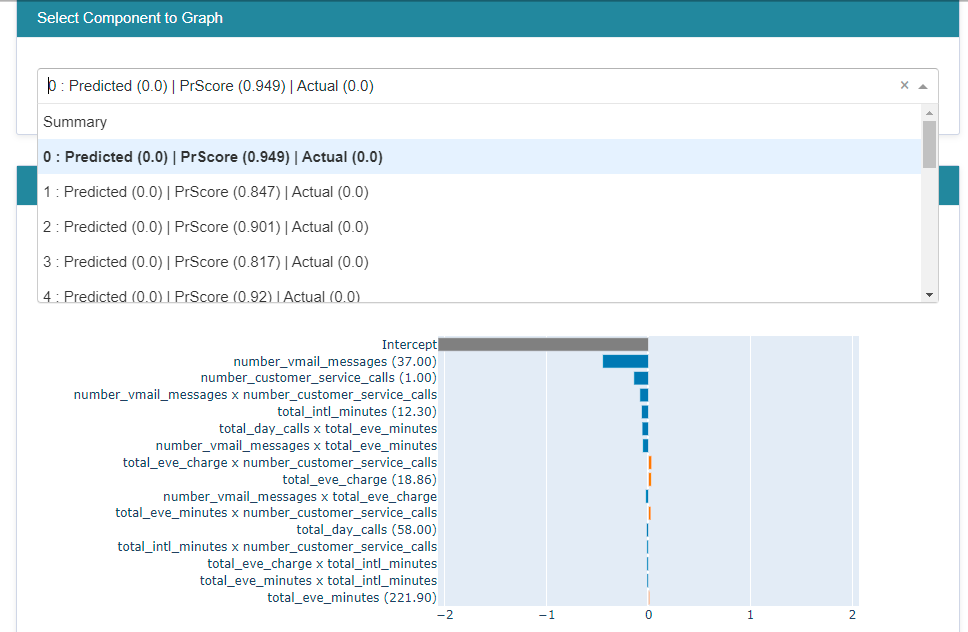 Select Component to Graph
0 : Predicted (0.0) | PrScore (0.949) | Actual (0.0)
Summary
0 : Predicted (0.0) | PrScore (0.949) | Actual (0.0)
1 : Predicted (0.0) | PrScore (0.847) | Actual (0.0)
2 : Predicted (0.0) | PrScore (0.901) | Actual (0.0)
3 : Predicted (0.0) | PrScore (0.817) | Actual (0.0)
4 : Predicted (0.0) | PrScore (0.92) | Actual (0.0)
Intercept
number_vmail_messages (37.00)
number_customer_service_calls (1.00)
number_vmail_messages x number_customer_service_calls
total_intl_minutes (12.30)
total_day_calls x total_eve_minutes
number_vmail_messages x total_eve_minutes
total_eve_charge x number_customer_service_calls
total_eve_charge (18.86)
number_vmail_messages x total_eve_charge
total_eve_minutes x number_customer_service_calls
total_day_calls (58.00)
total_intl_minutes x number_customer_service_calls
total_eve_charge x total_intl_minutes
total_eve_minutes x total_intl_minutes
total_eve_minutes (221.90)
−2 −1 0 1 2